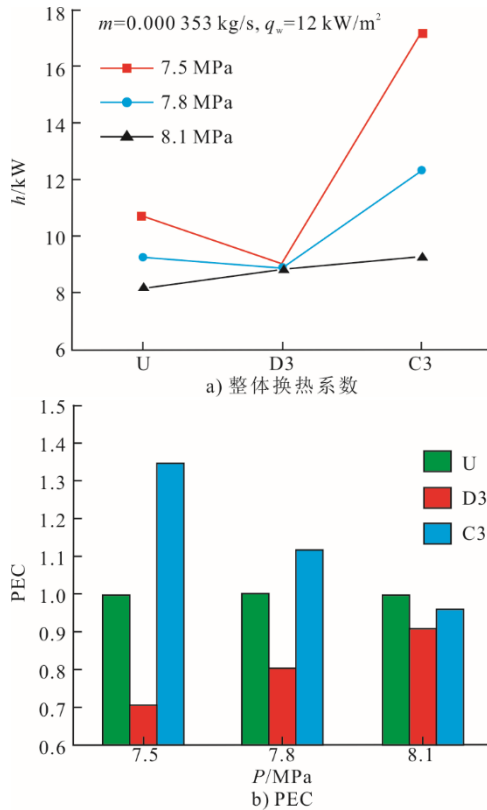 m=0.000 353 kg/s, q_w=12 kW/m²
7.5 MPa
7.8 MPa
8.1 MPa
h/kW
18
16
14
12
10
8
6
U D3 C3
a) 整体换热系数
PEC
1.5
1.4
1.3
1.2
1.1
1.0
0.9
0.8
0.7
0.6
U
D3
C3
7.5 7.8 8.1
P/MPa
b) PEC